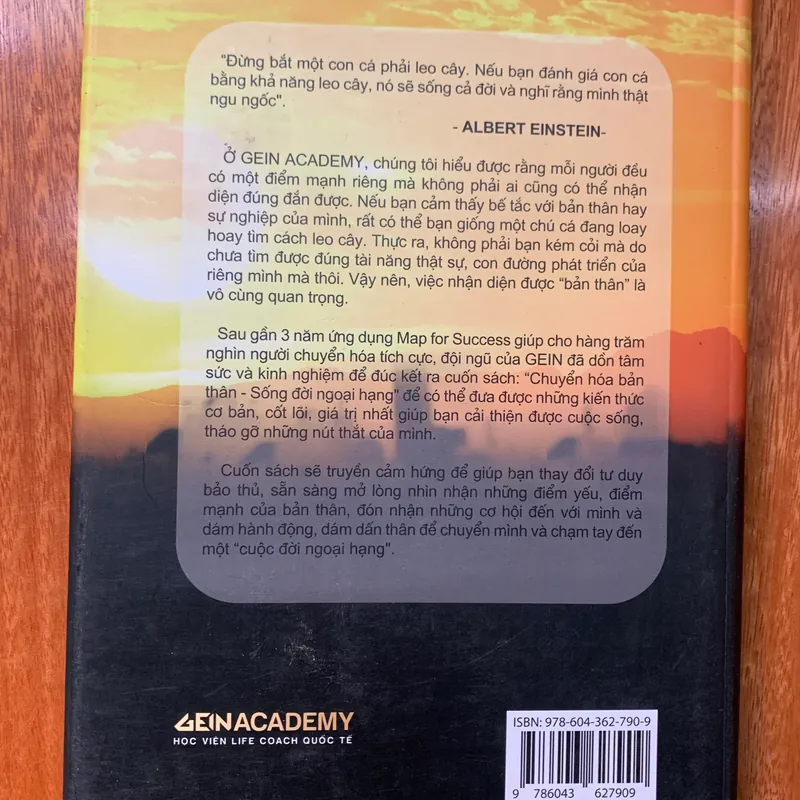 "Đừng bắt một con cá phải leo cây. Nếu bạn đánh giá con cá
bằng khả năng leo cây, nó sẽ sống cả đời và nghĩ rằng mình thật
ngu ngốc".
- ALBERT EINSTEIN-
Ở GEIN ACADEMY, chúng tôi hiểu được rằng mỗi người đều
có một điểm mạnh riêng mà không phải ai cũng có thể nhận
diện đúng đắn được. Nếu bạn cảm thấy bế tắc với bản thân hay
sự nghiệp của mình, rất có thể bạn giống một chú cá đang loay
hoay tìm cách leo cây. Thực ra, không phải bạn kém cỏi mà do
chưa tìm được đúng tài năng thật sự, con đường phát triển của
riêng mình mà thôi. Vậy nên, việc nhận diện được “bản thân” là
vô cùng quan trọng.
Sau gần 3 năm ứng dụng Map for Success giúp cho hàng trăm
nghìn người chuyển hóa tích cực, đội ngũ của GEIN đã dồn tâm
sức và kinh nghiệm để đúc kết ra cuốn sách: “Chuyển hóa bản
thân - Sống đời ngoại hạng" để có thể đưa được những kiến thức
cơ bản, cốt lõi, giá trị nhất giúp bạn cải thiện được cuộc sống,
tháo gỡ những nút thắt của mình.
Cuốn sách sẽ truyền cảm hứng để giúp bạn thay đổi tư duy
bảo thủ, sẵn sàng mở lòng nhìn nhận những điểm yếu, điểm
mạnh của bản thân, đón nhận những cơ hội đến với mình và
dám hành động, dám dấn thân để chuyển mình và chạm tay đến
một “cuộc đời ngoại hạng".
GEIN ACADEMY
HỌC VIỆN LIFE COACH QUỐC TẾ
ISBN: 978-604-362-790-9
9 786043 627909